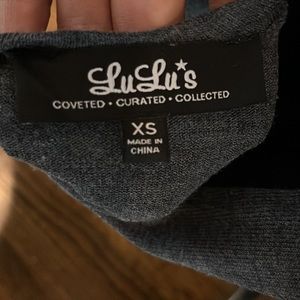 LuLu's
COVETED • CURATED • COLLECTED
XS
MADE IN
CHINA